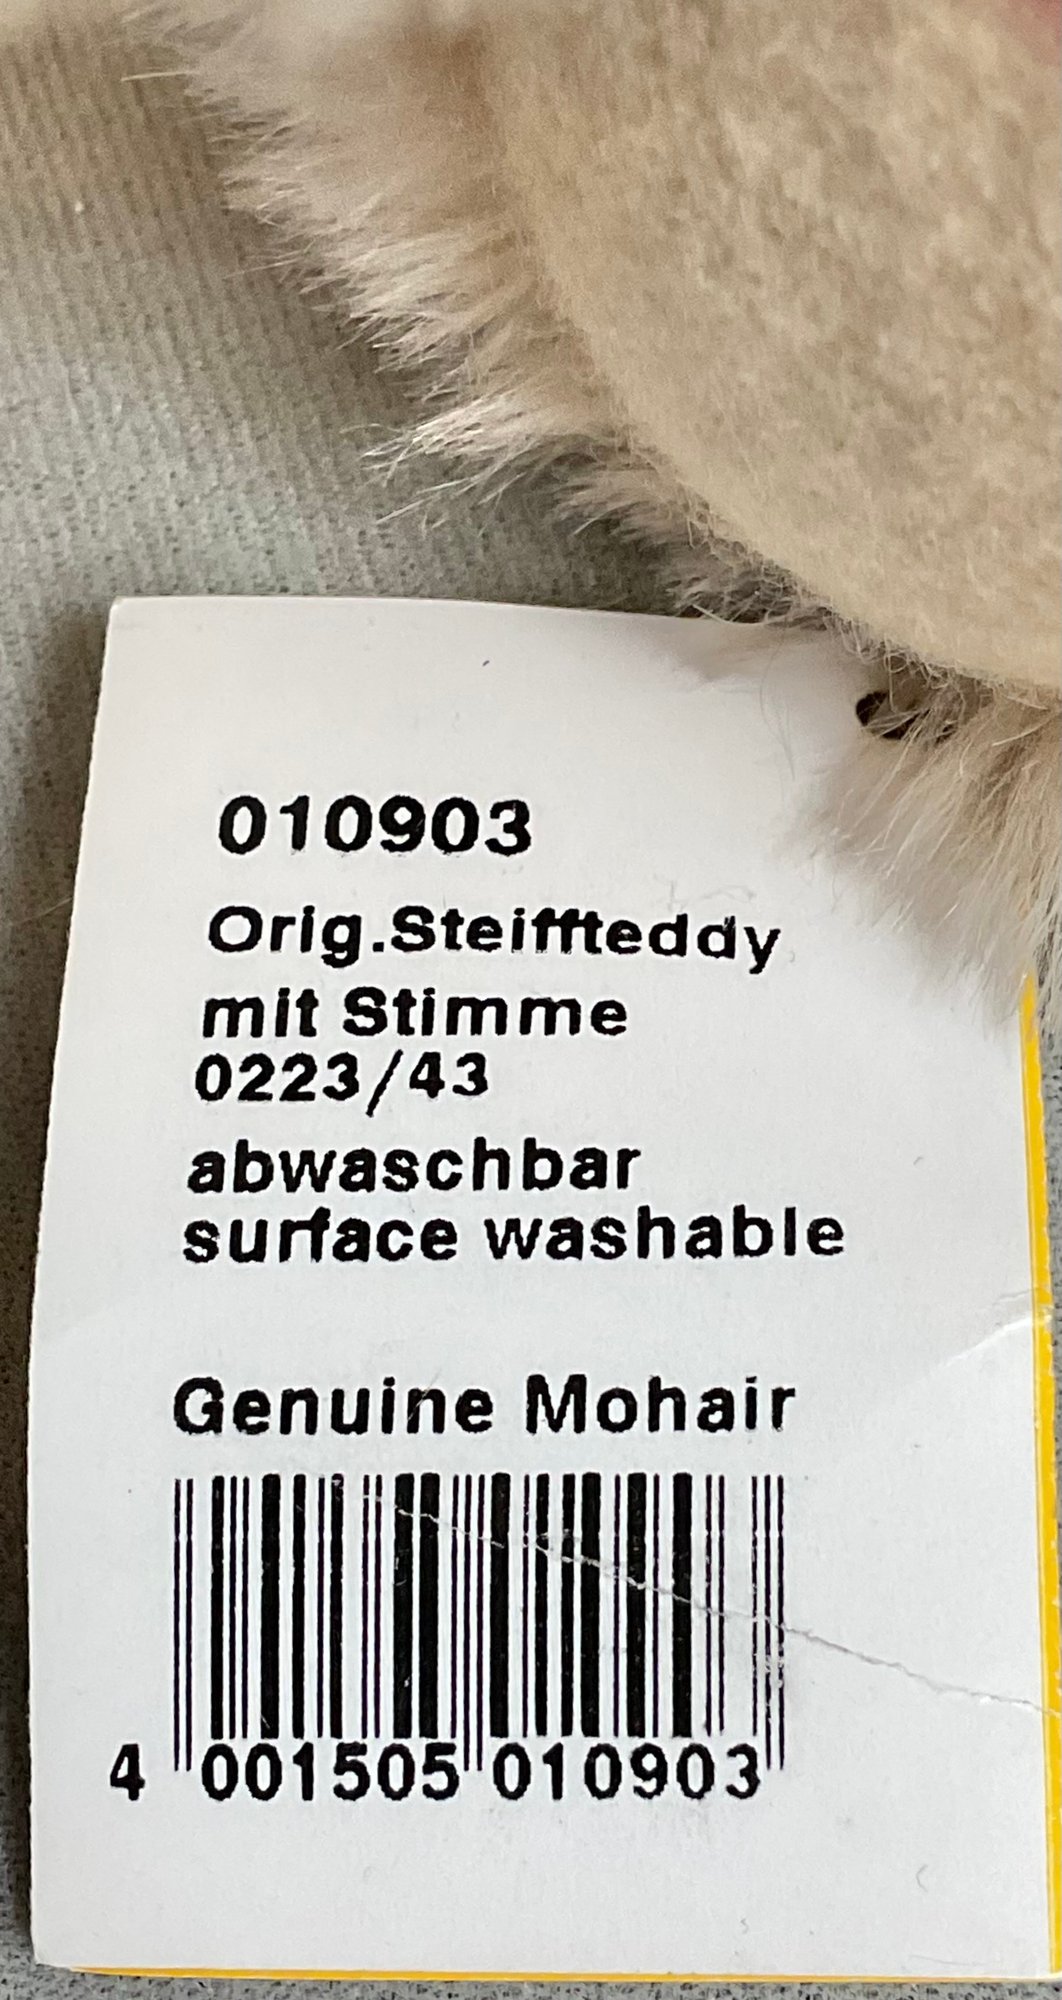 010903
Orig.Steiffteddy
mit Stimme
0223/43
abwaschbar
surface washable
Genuine Mohair
4 001505 010903